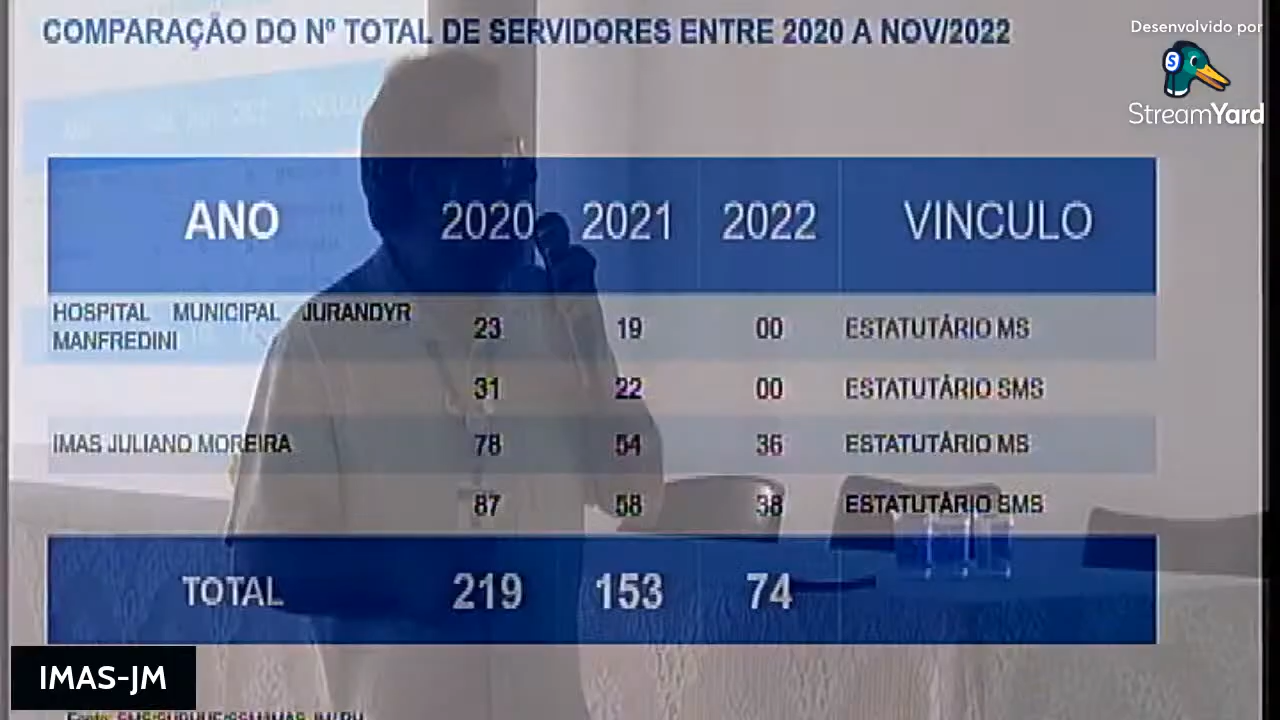 COMPARAÇÃO DO Nº TOTAL DE SERVIDORES ENTRE 2020 A NOV/2022
Desenvolvido por
StreamYard
ANO 2020 2021 2022 VINCULO
HOSPITAL MUNICIPAL JURANDYR
MANFREDINI 23 19 00 ESTATUTÁRIO MS
31 22 00 ESTATUTÁRIO SMS
IMAS JULIANO MOREIRA 78 54 36 ESTATUTÁRIO MS
87 58 38 ESTATUTÁRIO SMS
TOTAL 219 153 74
IMAS-JM